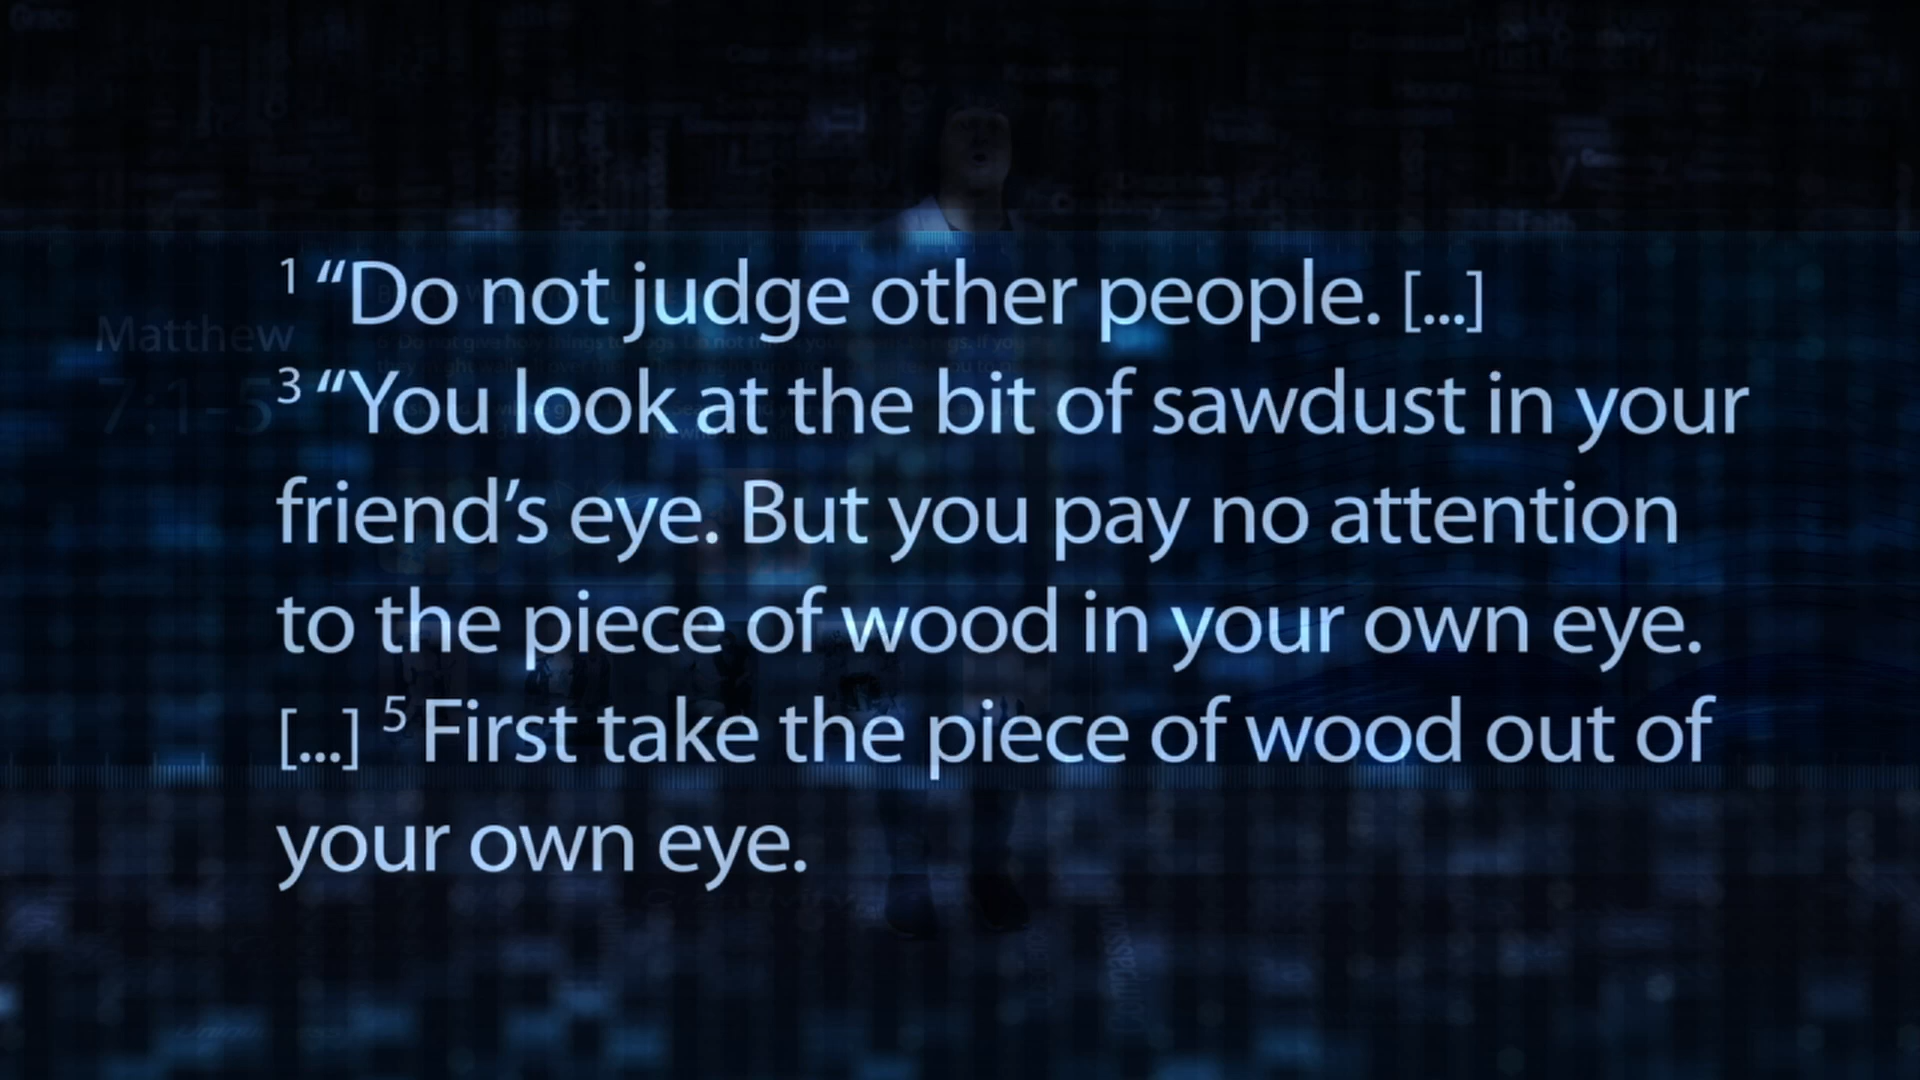 Matthew
7:1-5
1 “Do not judge other people. [...]
3 “You look at the bit of sawdust in your
friend’s eye. But you pay no attention
to the piece of wood in your own eye.
[...] 5 First take the piece of wood out of
your own eye.